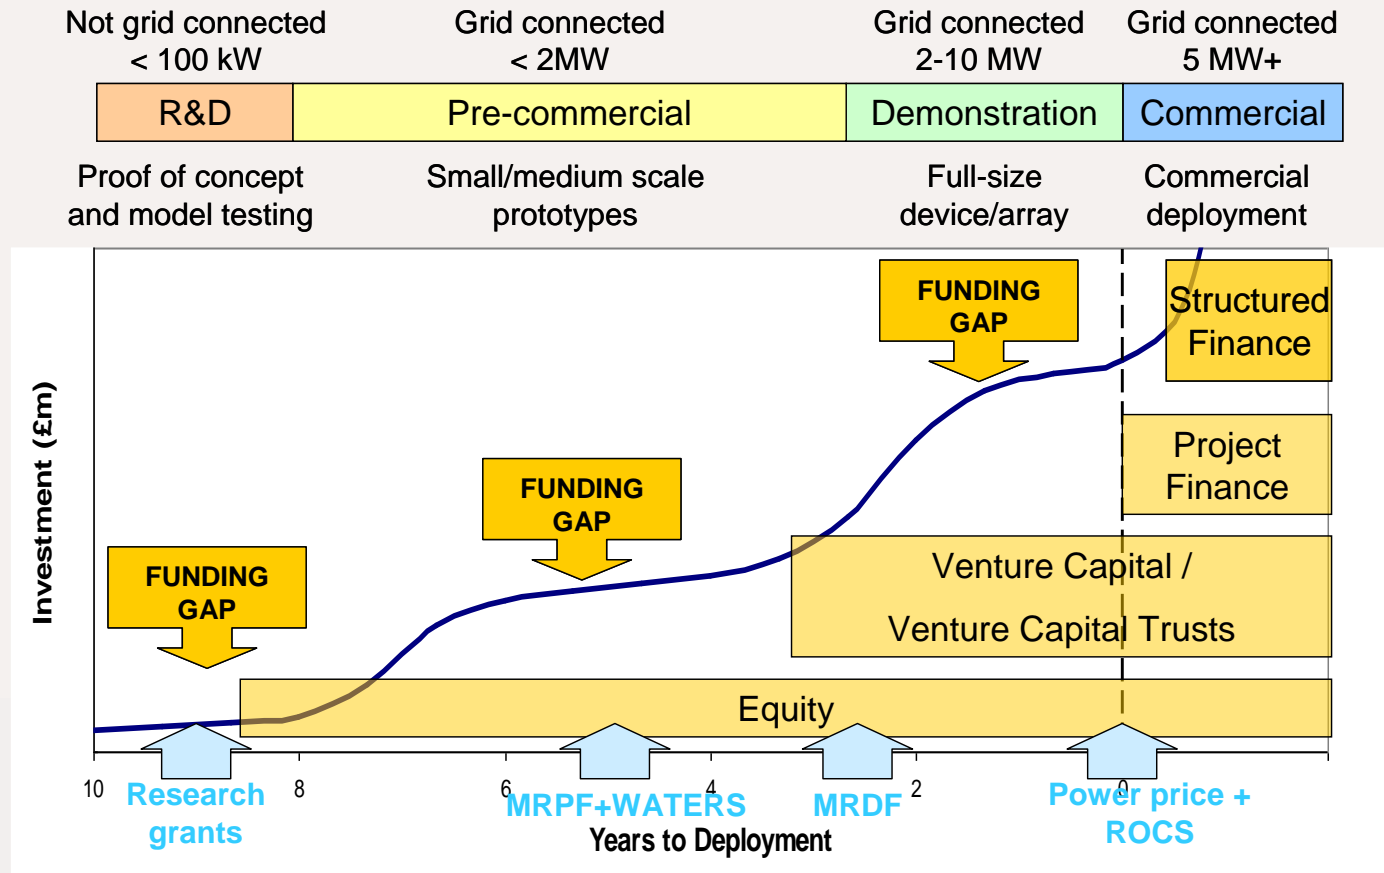 Not grid connected
< 100 kW
Grid connected
< 2MW
Grid connected
2-10 MW
Grid connected
5 MW+
R&D
Pre-commercial
Demonstration
Commercial
Proof of concept
and model testing
Small/medium scale
prototypes
Full-size
device/array
Commercial
deployment
Investment (£m)
FUNDING
GAP
FUNDING
GAP
FUNDING
GAP
Structured
Finance
Project
Finance
Venture Capital /
Venture Capital Trusts
Equity
10
8
6
4
2
0
Research
grants
MRPF+WATERS
MRDF
Power price +
ROCS
Years to Deployment